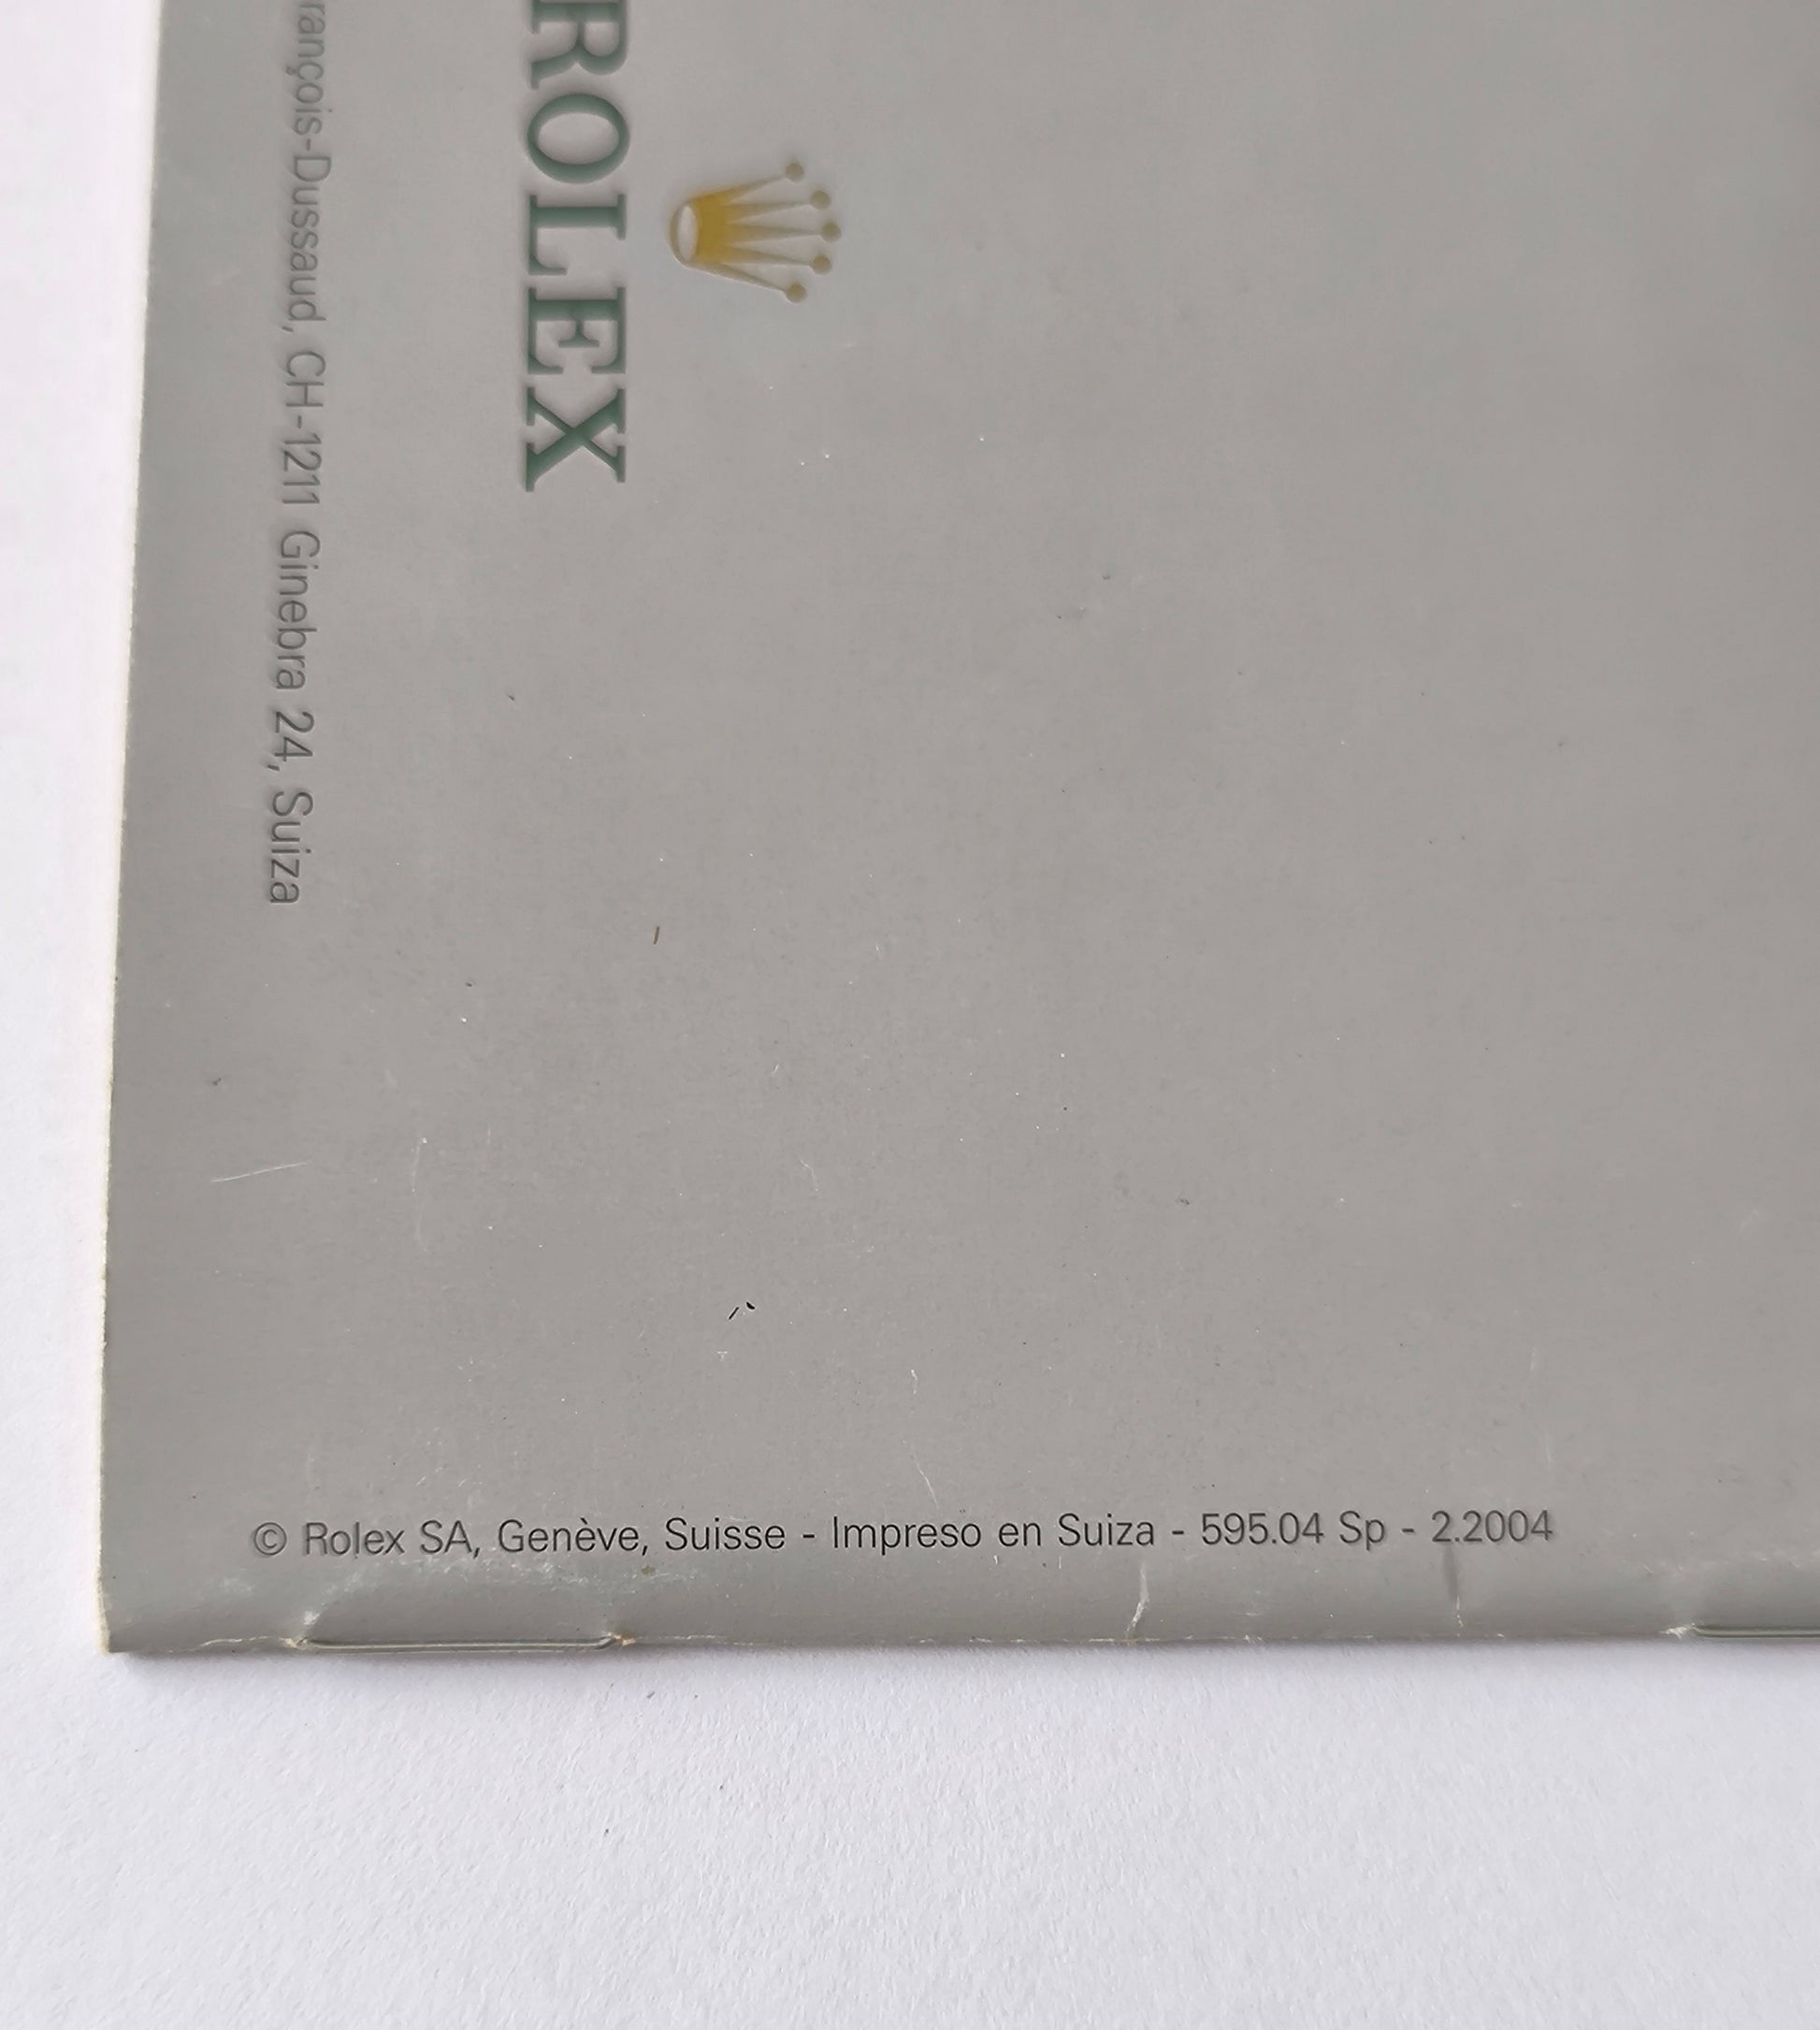 ROLEX
François-Dussaud, CH-1211 Ginebra 24, Suiza
© Rolex SA, Genève, Suisse - Impreso en Suiza - 595.04 Sp - 2.2004